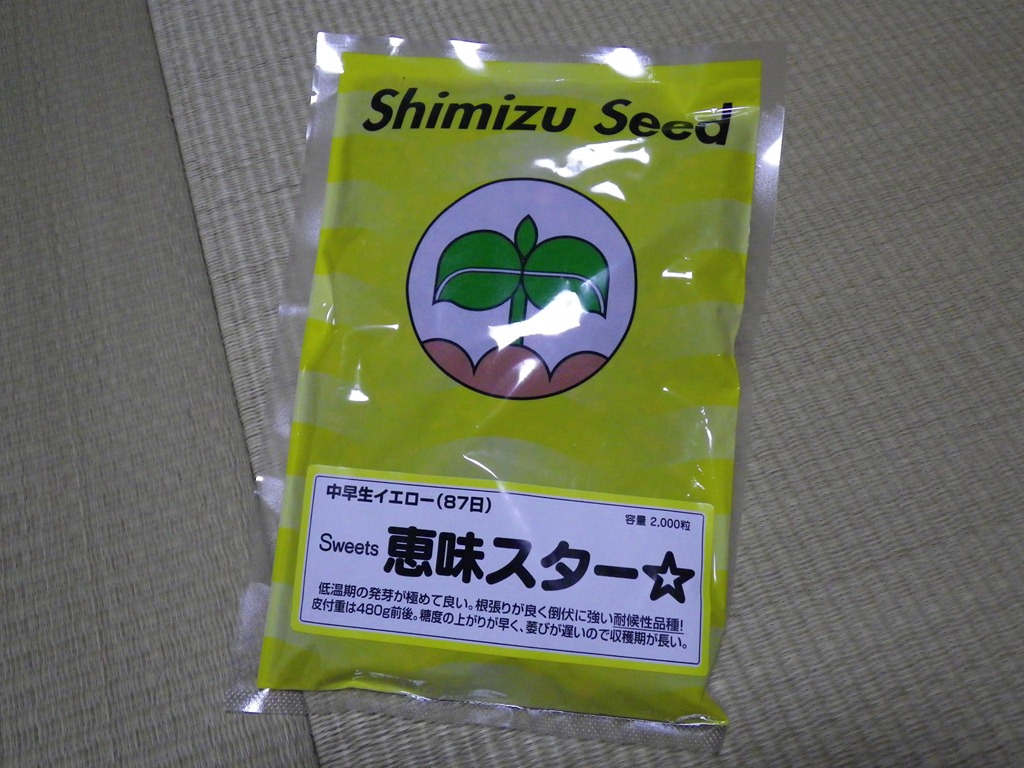 Shimizu Seed
中早生イエロー(87日)
容量 2,000粒
Sweets 恵味スター☆
低温期の発芽が極めて良い。根張りが良く倒伏に強い耐候性品種!
皮付重は480g前後。糖度の上がりが早く、萎びが遅いので収穫期が長い。